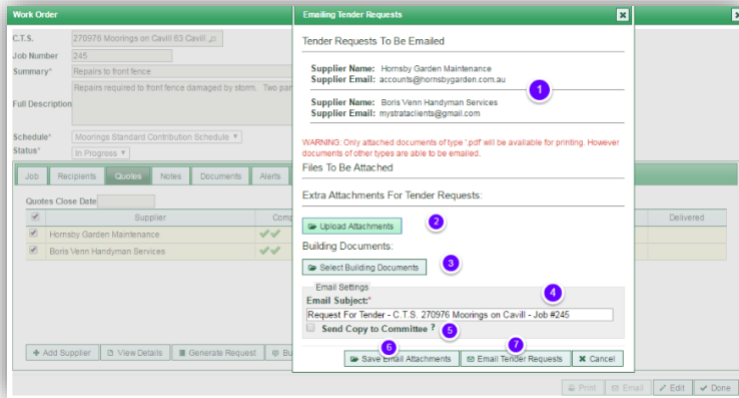 Work Order
C.T.S. 270976 Moorings on Cavill 63 Cavill
Job Number 245
Summary* Repairs to front fence
Full Description Repairs required to front fence damaged by storm. Two
Schedule* Moorings Standard Contribution Schedule
Status* In Progress
Job Recipients Quotes Notes Documents Alerts
Quotes Close Date
Supplier Delivered
Hornsby Garden Maintenance
Boris Venn Handyman Services
Add Supplier View Details Generate Request
Print Email Edit Done
Emailing Tender Requests
Tender Requests To Be Emailed
Supplier Name: Hornsby Garden Maintenance
Supplier Email: accounts@hornsbygarden.com.au
1
Supplier Name: Boris Venn Handyman Services
Supplier Email: mystrataclients@gmail.com
WARNING: Only attached documents of type '.pdf' will be available for printing. However
documents of other types are able to be emailed.
Files To Be Attached
Extra Attachments For Tender Requests:
Upload Attachments 2
Building Documents:
Select Building Documents 3
Email Settings
Email Subject:* 4
Request For Tender - C.T.S. 270976 Moorings on Cavill - Job #245
Send Copy to Committee ? 5
6 7
Save Email Attachments Email Tender Requests Cancel